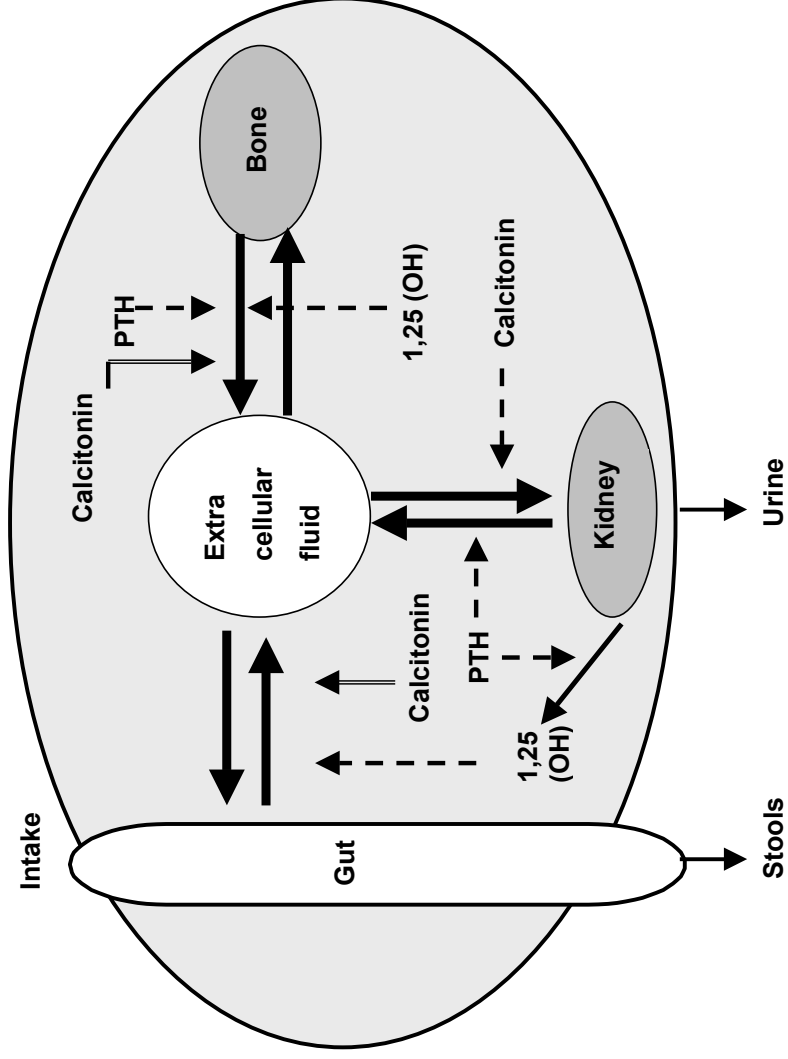 Intake
Gut
Stools
Calcitonin
PTH
Bone
Extra
cellular
fluid
1,25 (OH)
Calcitonin
Calcitonin
PTH
1,25
(OH)
Kidney
Urine